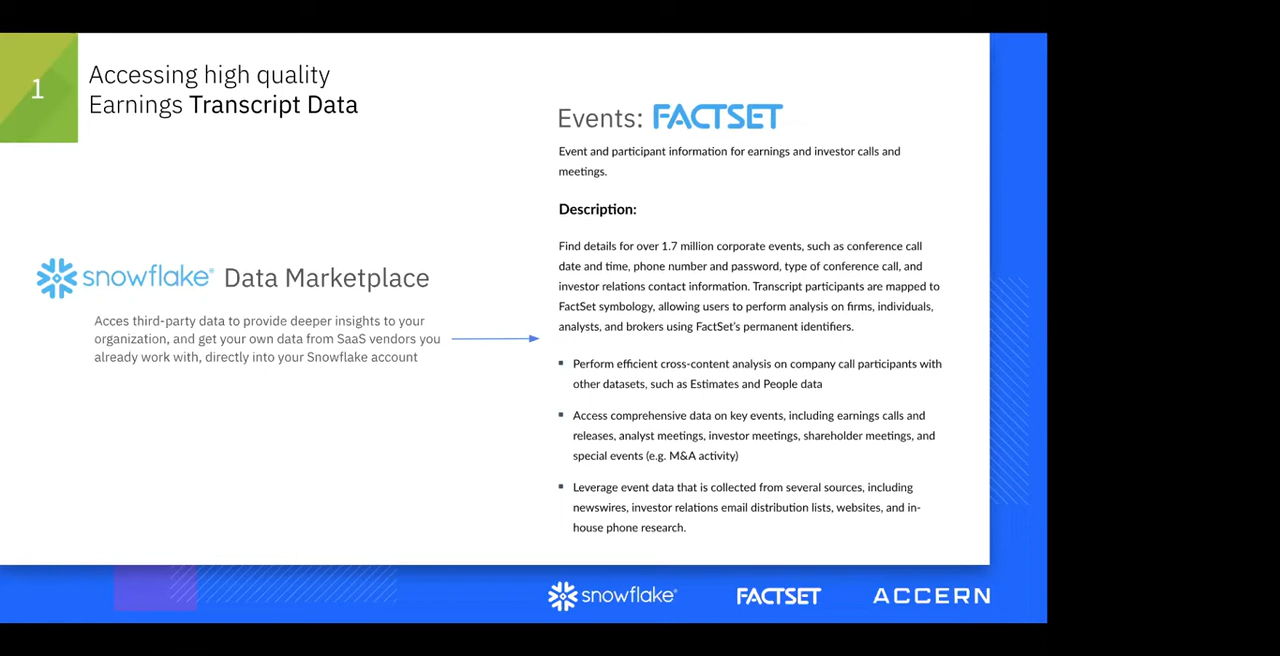 1
Accessing high quality
Earnings Transcript Data
snowflake® Data Marketplace
Acces third-party data to provide deeper insights to your
organization, and get your own data from SaaS vendors you
already work with, directly into your Snowflake account
Events: FACTSET
Event and participant information for earnings and investor calls and
meetings.
Description:
Find details for over 1.7 million corporate events, such as conference call
date and time, phone number and password, type of conference call, and
investor relations contact information. Transcript participants are mapped to
FactSet symbology, allowing users to perform analysis on firms, individuals,
analysts, and brokers using FactSet's permanent identifiers.
▪ Perform efficient cross-content analysis on company call participants with
other datasets, such as Estimates and People data
▪ Access comprehensive data on key events, including earnings calls and
releases, analyst meetings, investor meetings, shareholder meetings, and
special events (e.g. M&A activity)
▪ Leverage event data that is collected from several sources, including
newswires, investor relations email distribution lists, websites, and in-
house phone research.
snowflake® FACTSET ACCERN